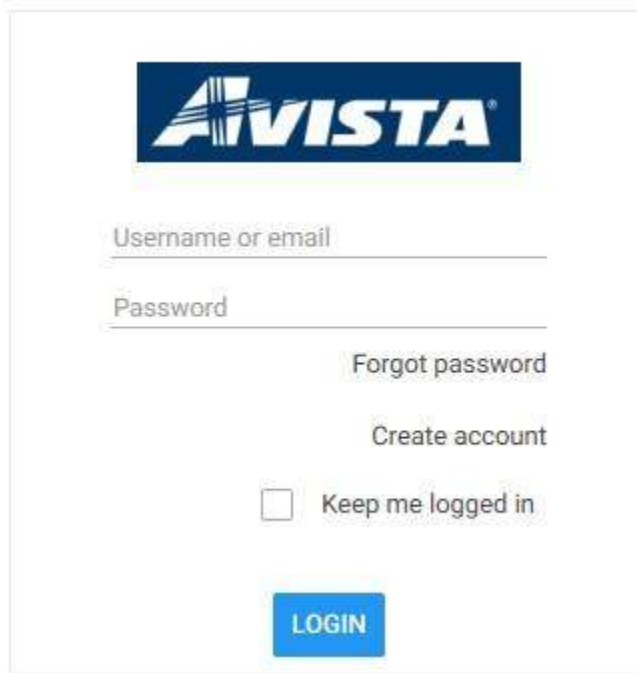 AVISTA®
Username or email
Password
Forgot password
Create account
Keep me logged in
LOGIN